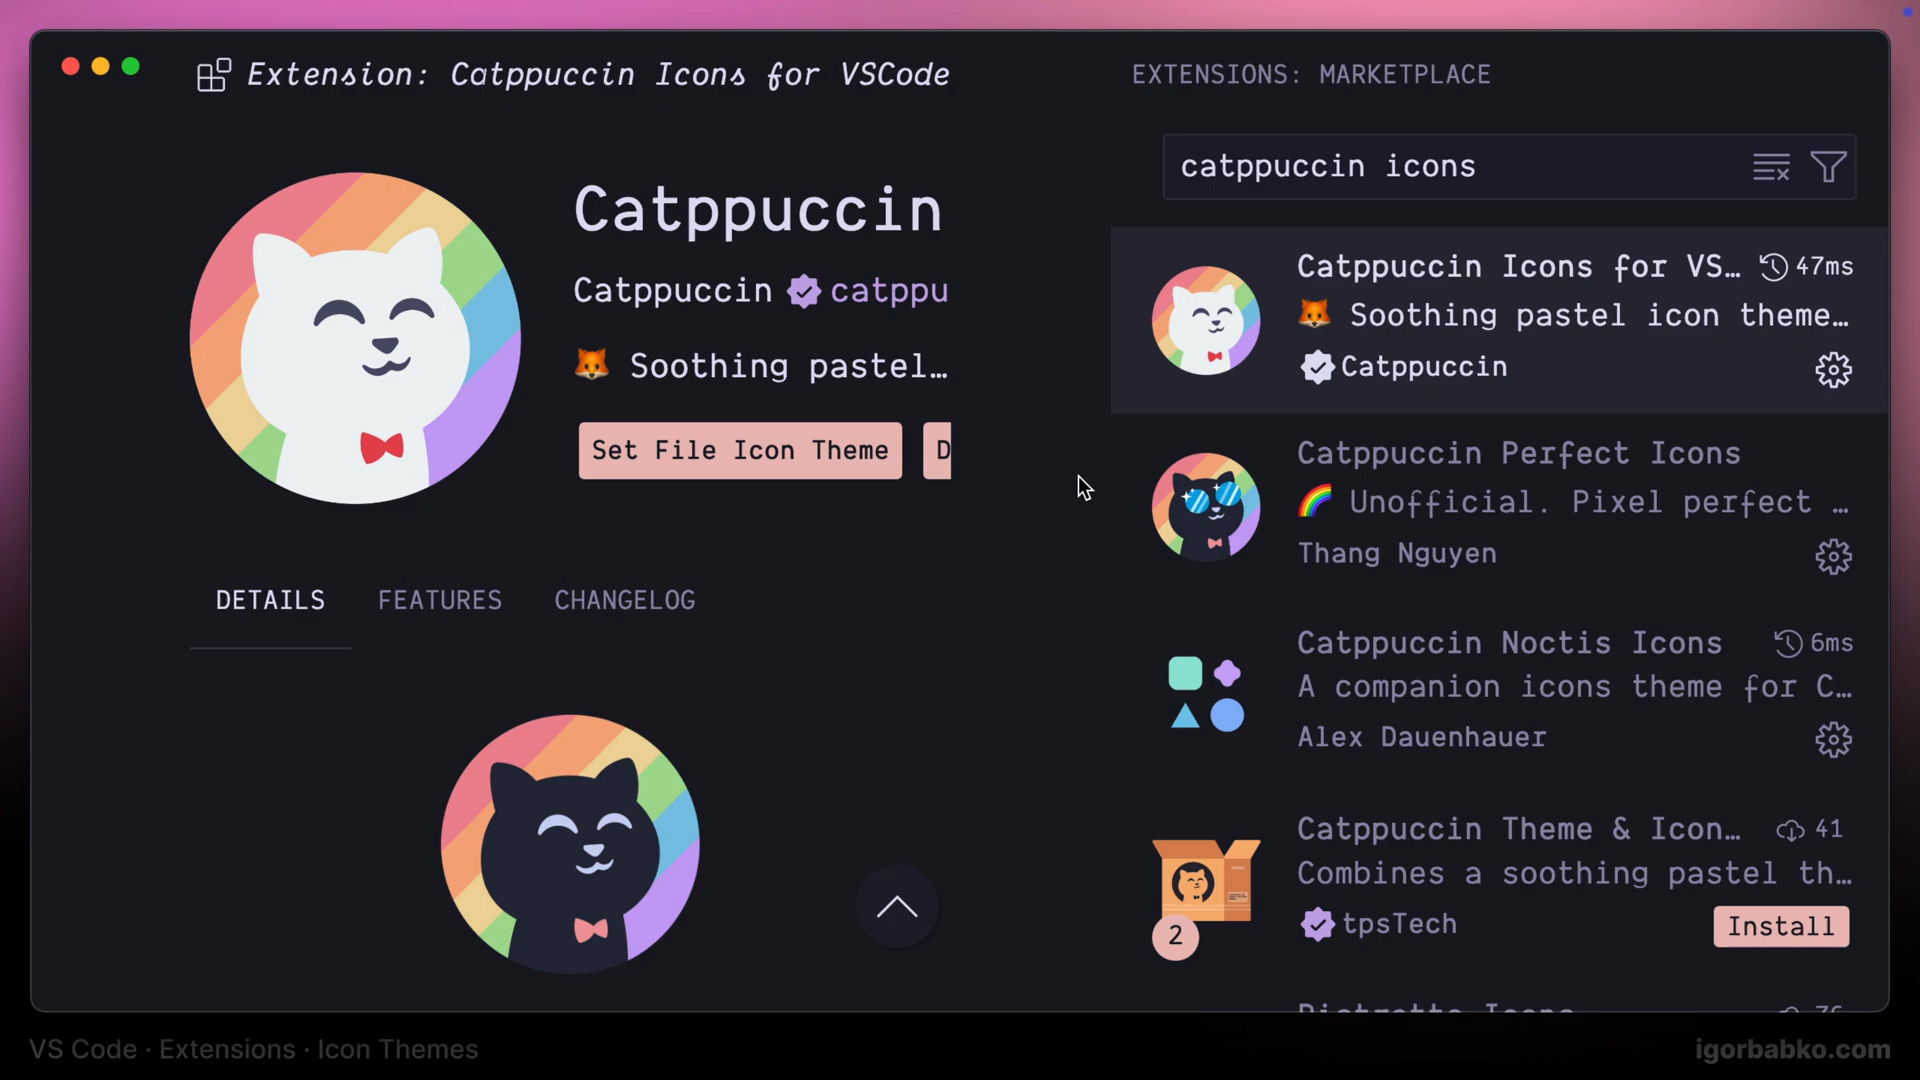 Extension: Catppuccin Icons for VSCode
Catppuccin
Catppuccin catppu
Soothing pastel…
Set File Icon Theme D
DETAILS FEATURES CHANGELOG
EXTENSIONS: MARKETPLACE
catppuccin icons
Catppuccin Icons for VS… 47ms
Soothing pastel icon theme…
Catppuccin
Catppuccin Perfect Icons
Unofficial. Pixel perfect …
Thang Nguyen
Catppuccin Noctis Icons 6ms
A companion icons theme for C…
Alex Dauenhauer
Catppuccin Theme & Icon… 41
Combines a soothing pastel th…
2 tpsTech Install
VS Code · Extensions · Icon Themes
igorbabko.com